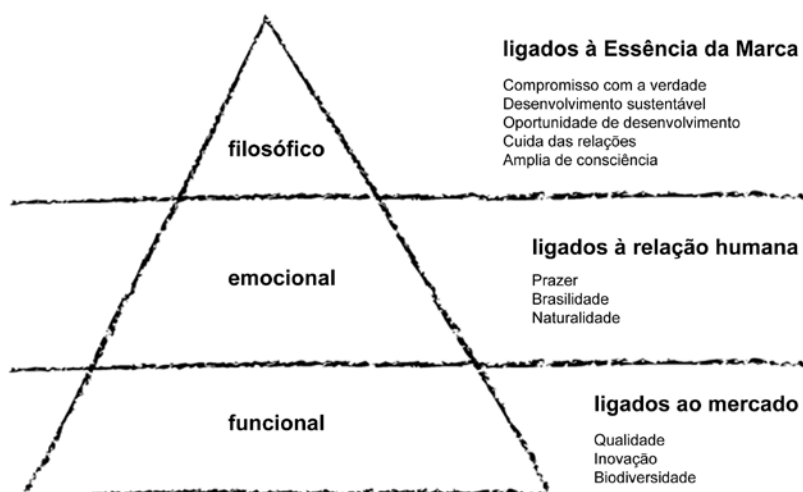 ligados à Essência da Marca
Compromisso com a verdade
Desenvolvimento sustentável
Oportunidade de desenvolvimento
Cuida das relações
Amplia de consciência
filosófico
ligados à relação humana
emocional
Prazer
Brasilidade
Naturalidade
ligados ao mercado
funcional
Qualidade
Inovação
Biodiversidade